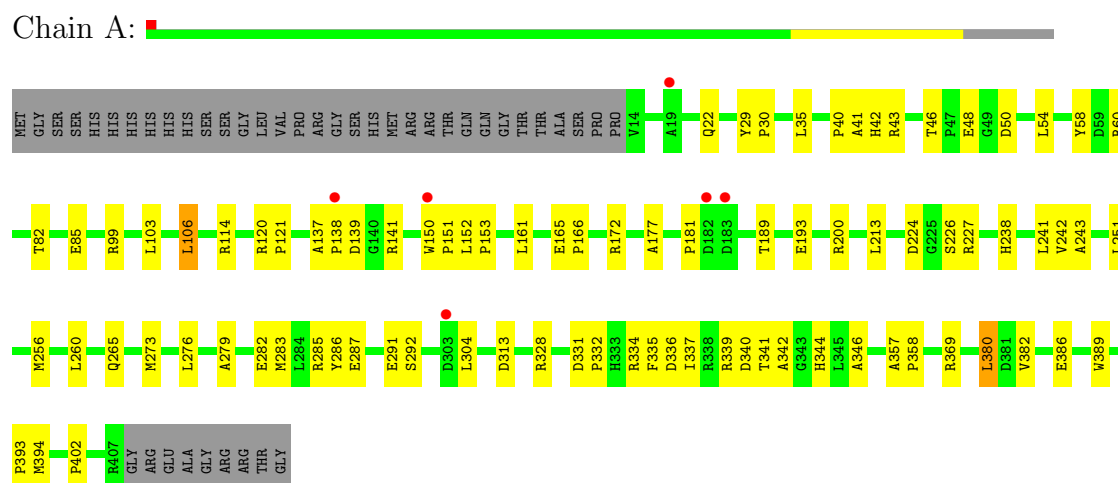 Chain A:
MET GLY SER SER HIS HIS HIS HIS HIS HIS SER SER GLY LEU VAL PRO ARG GLY SER HIS MET ARG ARG THR GLN GLN GLY THR THR ALA SER PRO PRO V14 A19 Q22 Y29 P30 L35 P40 A41 H42 R43 T46 P47 E48 G49 D50 L54 Y58 D59
T82 E85 R99 L103 L106 R114 R120 P121 A137 P138 D139 G140 R141 W150 P151 L152 P153 L161 E165 P166 R172 A177 P181 D182 D183 T189 E193 R200 L213 D224 G225 S226 R227 H238 L241 V242 A243
M256 L260 Q265 M273 L276 A279 E282 M283 L284 R285 Y286 E287 E291 S292 D303 L304 D313 R328 D331 P332 H333 R334 F335 D336 I337 R338 R339 D340 T341 A342 G343 H344 L345 A346 A357 P358 R369 L380 D381 V382 E386 W389
P393 M394 P402 R407 GLY ARG GLU ALA GLY ARG ARG THR GLY